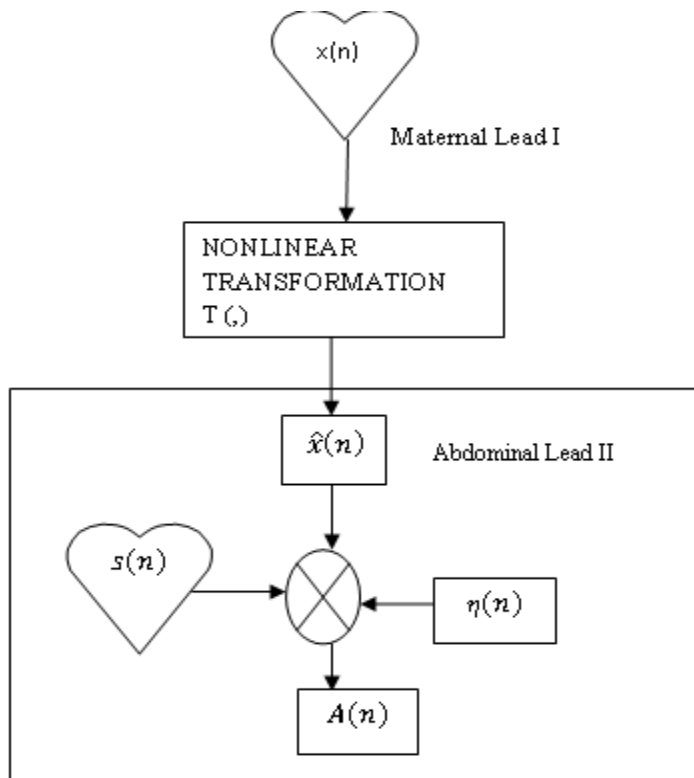 x(n)
Maternal Lead I
NONLINEAR
TRANSFORMATION
T (,)
x̂(n)
Abdominal Lead II
s(n)
η(n)
A(n)